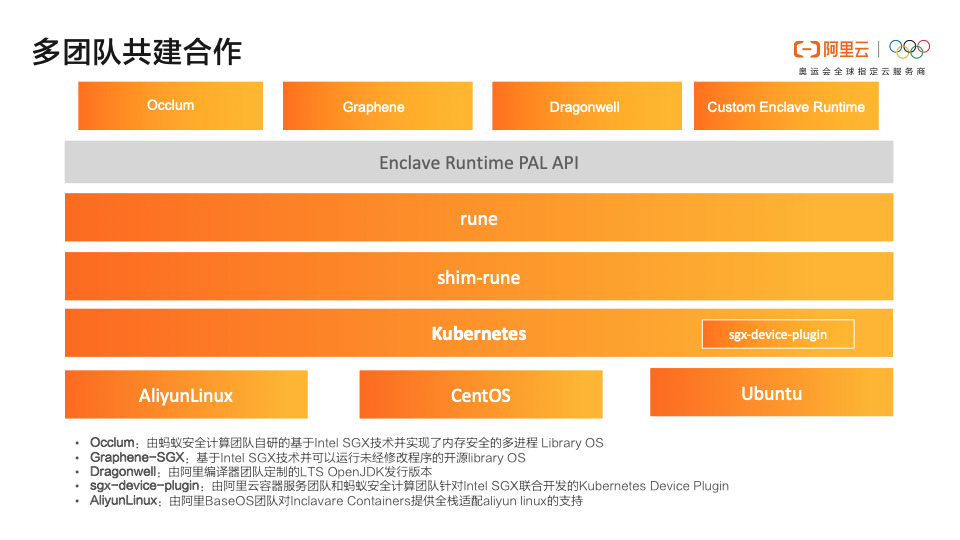 多团队共建合作
阿里云
奥运会全球指定云服务商
Occlum
Graphene
Dragonwell
Custom Enclave Runtime
Enclave Runtime PAL API
rune
shim-rune
Kubernetes
sgx-device-plugin
AliyunLinux
CentOS
Ubuntu
• Occlum：由蚂蚁安全计算团队自研的基于Intel SGX技术并实现了内存安全的多进程 Library OS
• Graphene-SGX：基于Intel SGX技术并可以运行未经修改程序的开源library OS
• Dragonwell：由阿里编译器团队定制的LTS OpenJDK发行版本
• sgx-device-plugin：由阿里云容器服务团队和蚂蚁安全计算团队针对Intel SGX联合开发的Kubernetes Device Plugin
• AliyunLinux：由阿里BaseOS团队对Inclavare Containers提供全栈适配aliyun linux的支持